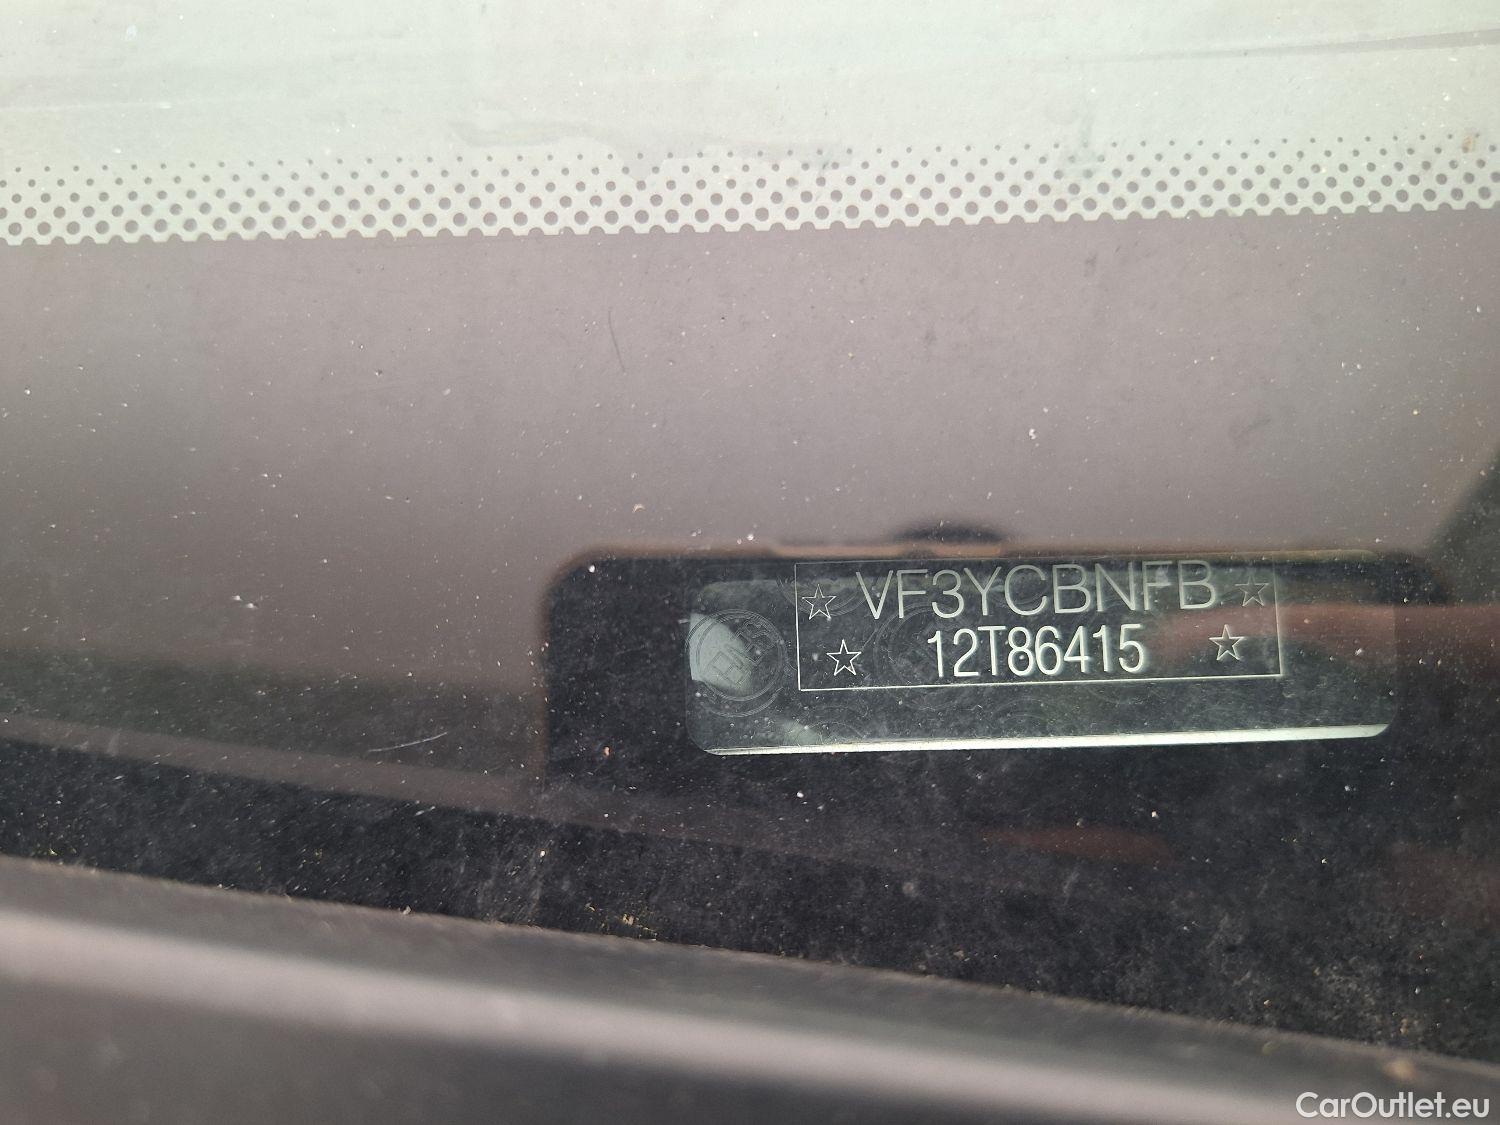 ☆ VF3YCBNFB ☆
☆ 12T86415 ☆
CarOutlet.eu